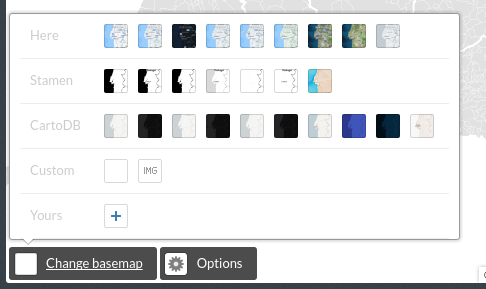 Here
Stamen
CartoDB
Custom
IMG
Yours
+
Change basemap
Options